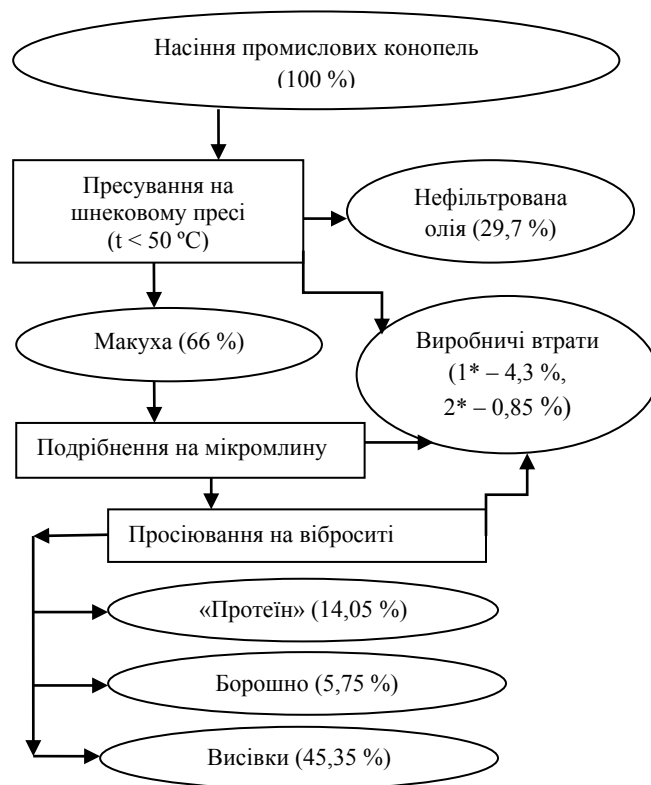 Насіння промислових конопель
(100 %)
Пресування на
шнековому пресі
(t < 50 ºС)
Нефільтрована
олія (29,7 %)
Макуха (66 %)
Виробничі втрати
(1* – 4,3 %,
2* – 0,85 %)
Подрібнення на мікромлину
Просіювання на віброситі
«Протеїн» (14,05 %)
Борошно (5,75 %)
Висівки (45,35 %)